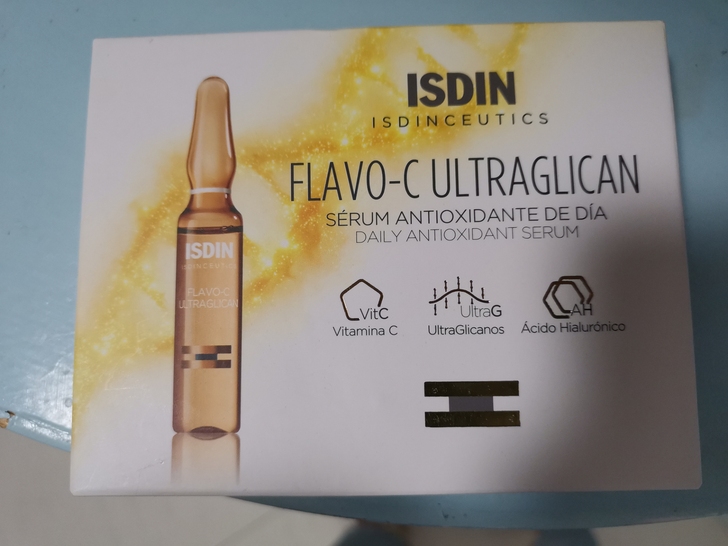 ISDIN
ISDINCEUTICS
FLAVO-C ULTRAGLICAN
SÉRUM ANTIOXIDANTE DE DÍA
DAILY ANTIOXIDANT SERUM
VitC
Vitamina C
UltraG
UltraGlicanos
AH
Ácido Hialurónico
ISDIN
ISDINCEUTICS
FLAVO-C
ULTRAGLICAN